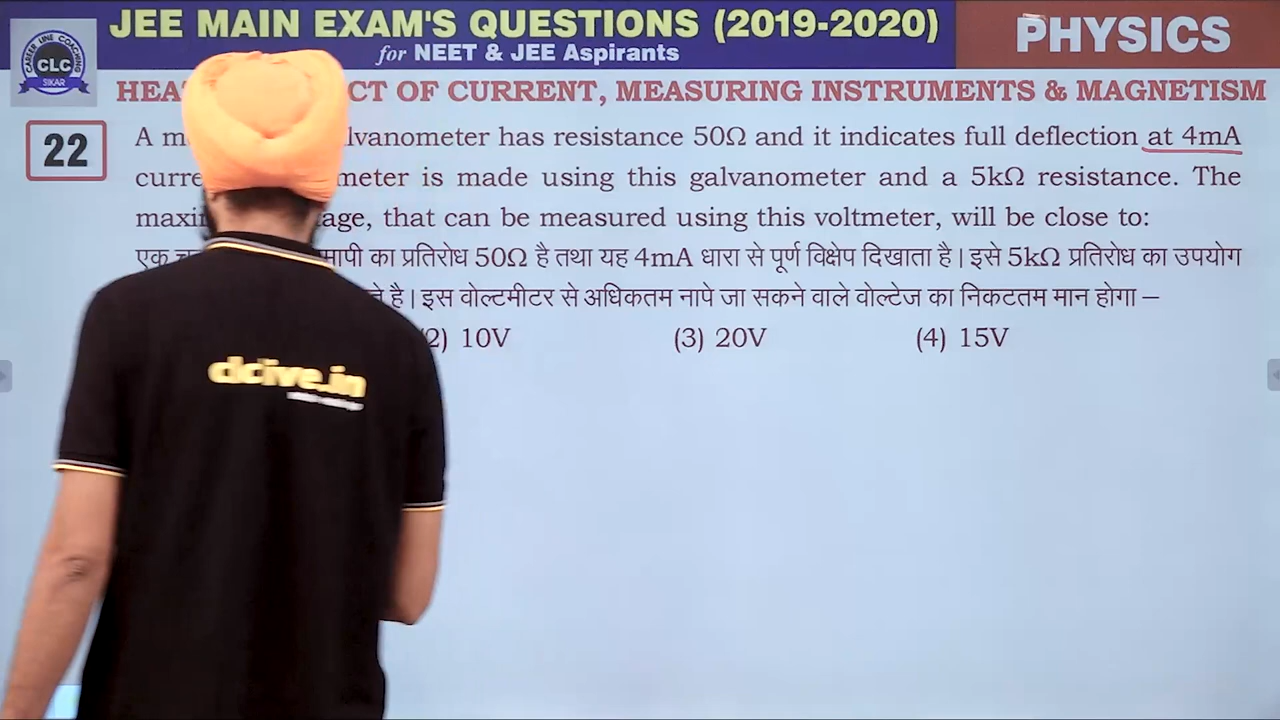 JEE MAIN EXAM'S QUESTIONS (2019-2020)
for NEET & JEE Aspirants
PHYSICS
CAREER LINE COACHING
CLC
SIKAR
CT OF CURRENT, MEASURING INSTRUMENTS & MAGNETISM
22
A lvanometer has resistance 50Ω and it indicates full deflection at 4mA
curre meter is made using this galvanometer and a 5kΩ resistance. The
maxi age, that can be measured using this voltmeter, will be close to:
एक मापी का प्रतिरोध 50Ω है तथा यह 4mA धारा से पूर्ण विक्षेप दिखाता है। इसे 5kΩ प्रतिरोध का उपयोग
है। इस वोल्टमीटर से अधिकतम नापे जा सकने वाले वोल्टेज का निकटतम मान होगा –
2) 10V (3) 20V (4) 15V